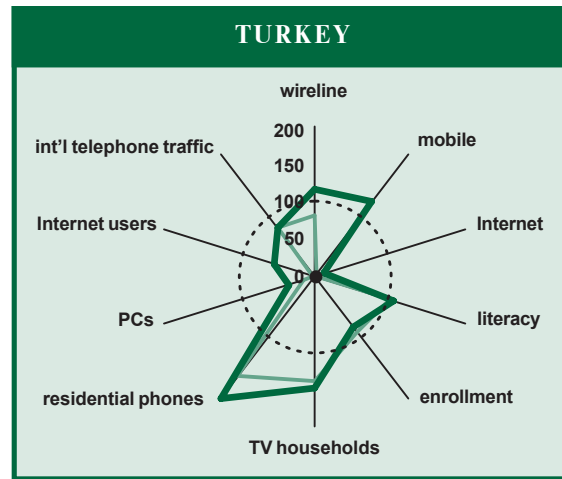 TURKEY
wireline
200
int'l telephone traffic
150
mobile
100
Internet users
Internet
50
0
PCs
literacy
residential phones
enrollment
TV households